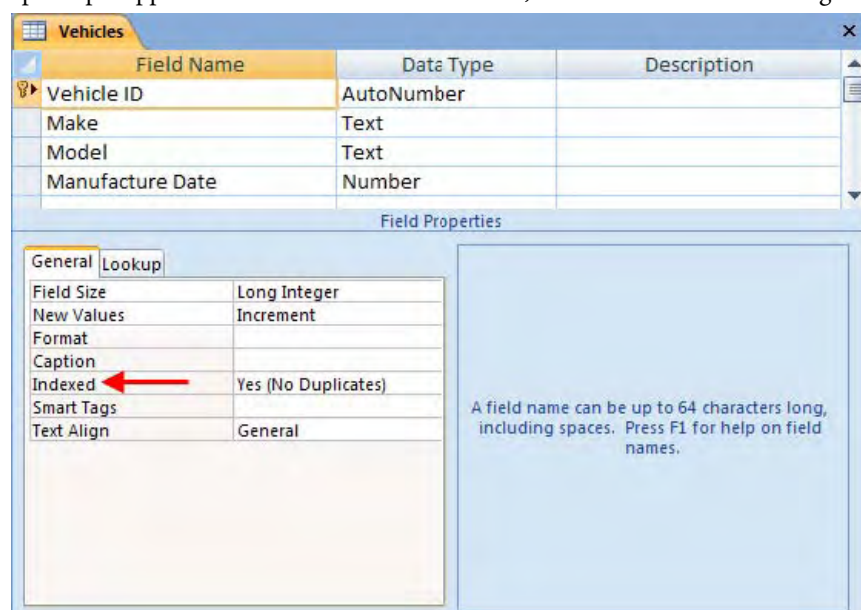 Vehicles
Field Name Data Type Description
Vehicle ID AutoNumber
Make Text
Model Text
Manufacture Date Number
Field Properties
General Lookup
Field Size Long Integer
New Values Increment
Format
Caption
Indexed Yes (No Duplicates)
Smart Tags
Text Align General
A field name can be up to 64 characters long,
including spaces. Press F1 for help on field
names.